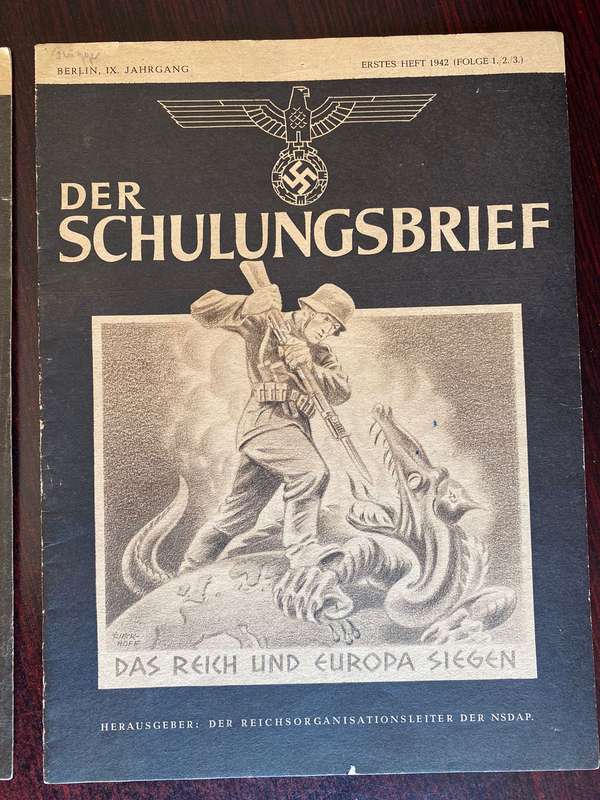 BERLIN, IX. JAHRGANG
ERSTES HEFT 1942 (FOLGE 1. 2. / 3.)
DER
SCHULUNGSBRIEF
DAS REICH UND EUROPA SIEGEN
HERAUSGEBER: DER REICHSORGANISATIONSLEITER DER NSDAP.